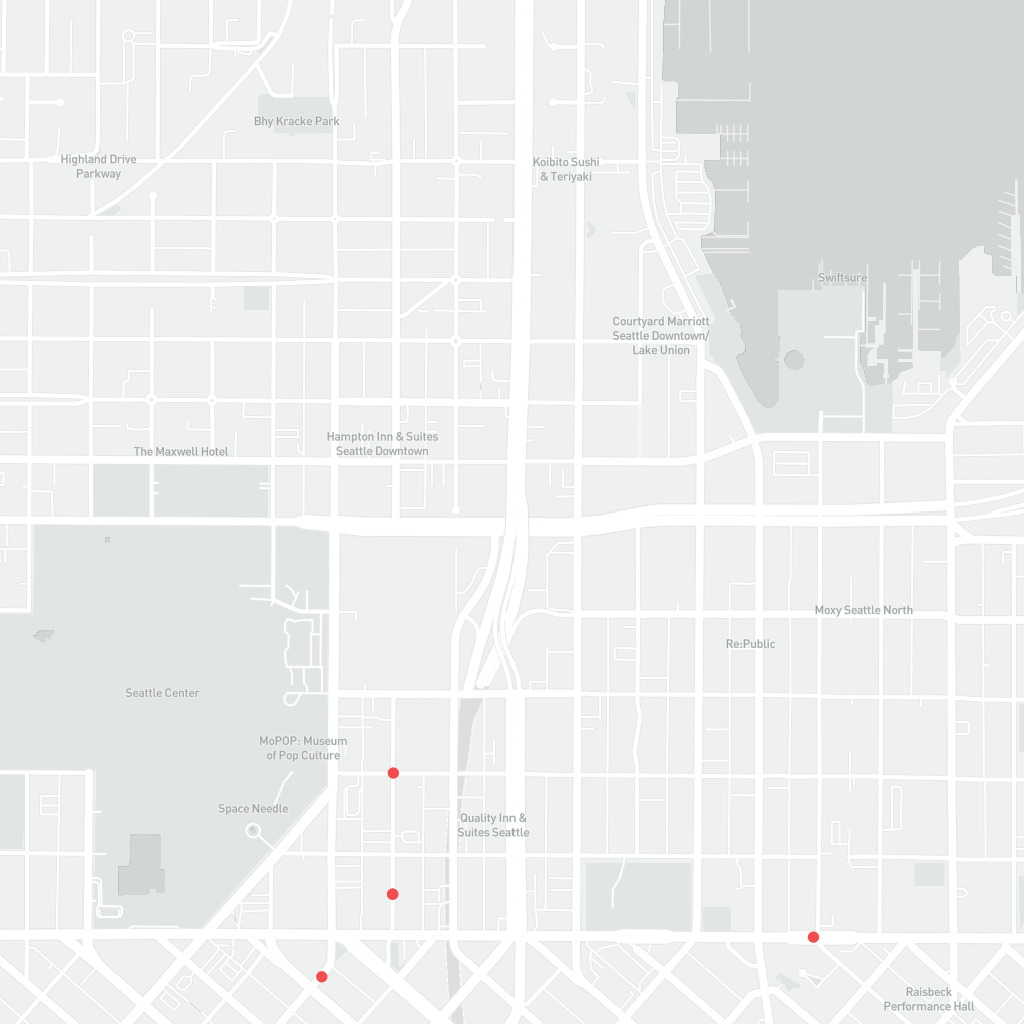 Bhy Kracke Park
Highland Drive
Parkway
Koibito Sushi
& Teriyaki
Swiftsure
Courtyard Marriott
Seattle Downtown/
Lake Union
Hampton Inn & Suites
Seattle Downtown
The Maxwell Hotel
Moxy Seattle North
Re:Public
Seattle Center
MoPOP: Museum
of Pop Culture
Space Needle
Quality Inn &
Suites Seattle
Raisbeck
Performance Hall